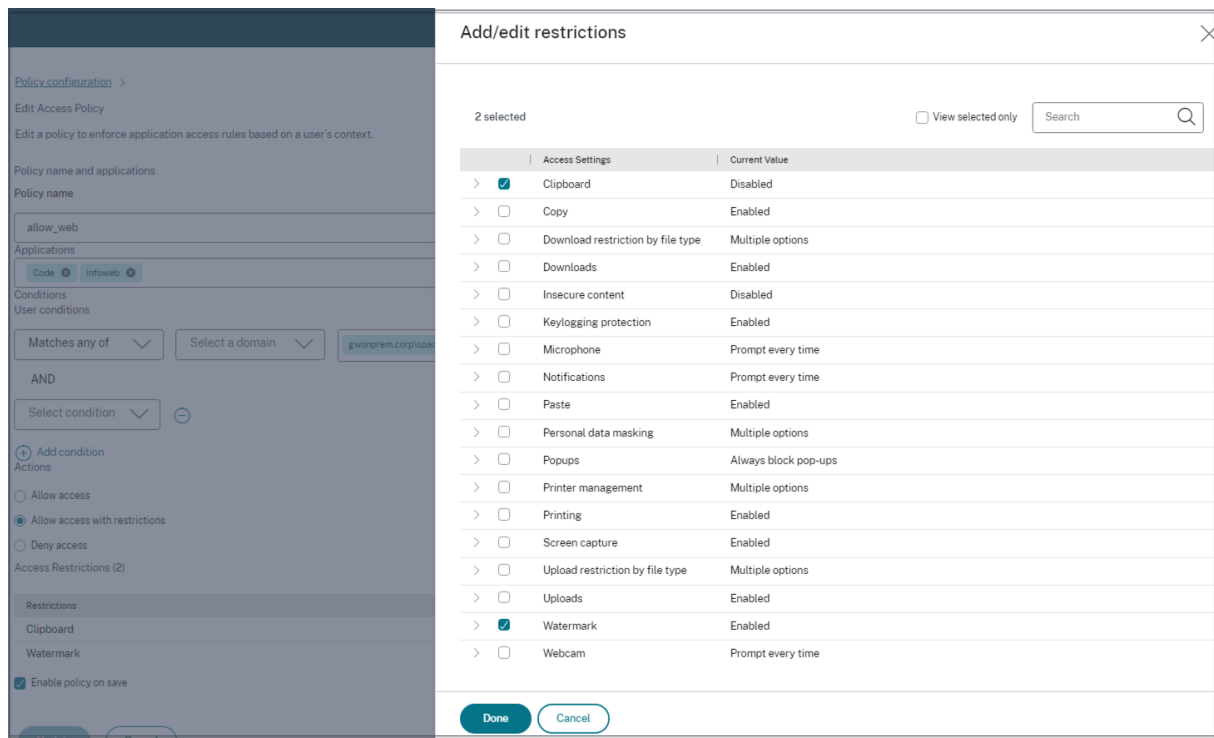 Policy configuration >
Edit Access Policy
Edit a policy to enforce application access rules based on a user's context.
Policy name and applications
Policy name
allow_web
Applications
Code Infoweb
Conditions
User conditions
Matches any of Select a domain gwonprem.corp\spac
AND
Select condition
Add condition
Actions
Allow access
Allow access with restrictions
Deny access
Access Restrictions (2)
Restrictions
Clipboard
Watermark
Enable policy on save
Add/edit restrictions
2 selected View selected only Search
Access Settings Current Value
Clipboard Disabled
Copy Enabled
Download restriction by file type Multiple options
Downloads Enabled
Insecure content Disabled
Keylogging protection Enabled
Microphone Prompt every time
Notifications Prompt every time
Paste Enabled
Personal data masking Multiple options
Popups Always block pop-ups
Printer management Multiple options
Printing Enabled
Screen capture Enabled
Upload restriction by file type Multiple options
Uploads Enabled
Watermark Enabled
Webcam Prompt every time
Done Cancel